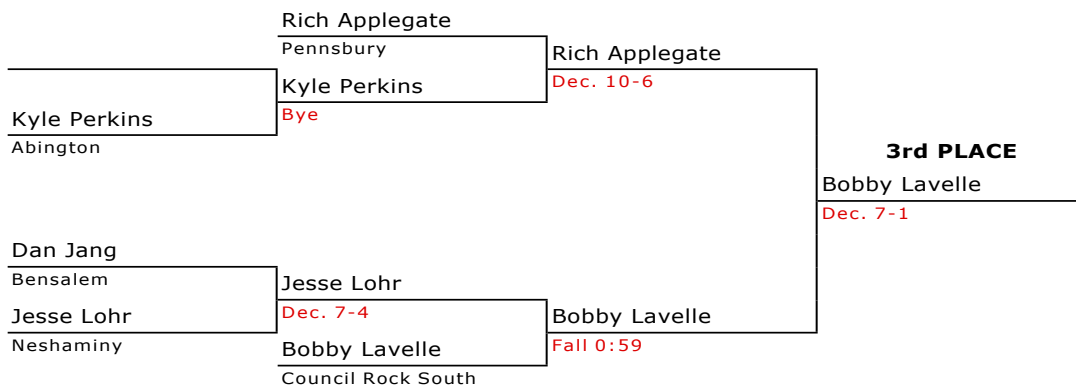 Rich Applegate
Pennsbury
Rich Applegate
Dec. 10-6
Kyle Perkins
Bye
Kyle Perkins
Abington
3rd PLACE
Bobby Lavelle
Dec. 7-1
Dan Jang
Bensalem
Jesse Lohr
Dec. 7-4
Jesse Lohr
Neshaminy
Bobby Lavelle
Fall 0:59
Bobby Lavelle
Council Rock South